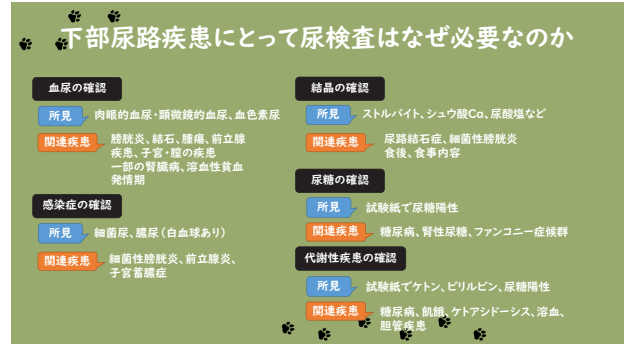 下部尿路疾患にとって尿検査はなぜ必要なのか
血尿の確認
所見
肉眼的血尿・顕微鏡的血尿、血色素尿
関連疾患
膀胱炎、結石、腫瘍、前立腺
疾患、子宮・膣の疾患
一部の腎臓病、溶血性貧血
発情期
感染症の確認
所見
細菌尿、膿尿(白血球あり)
関連疾患
細菌性膀胱炎、前立腺炎、
子宮蓄膿症
結晶の確認
所見
ストルバイト、シュウ酸Ca、尿酸塩など
関連疾患
尿路結石症、細菌性膀胱炎
食後、食事内容
尿糖の確認
所見
試験紙で尿糖陽性
関連疾患
糖尿病、腎性尿糖、ファンコニー症候群
代謝性疾患の確認
所見
試験紙でケトン、ビリルビン、尿糖陽性
関連疾患
糖尿病、飢餓、ケトアシドーシス、溶血、
胆管疾患